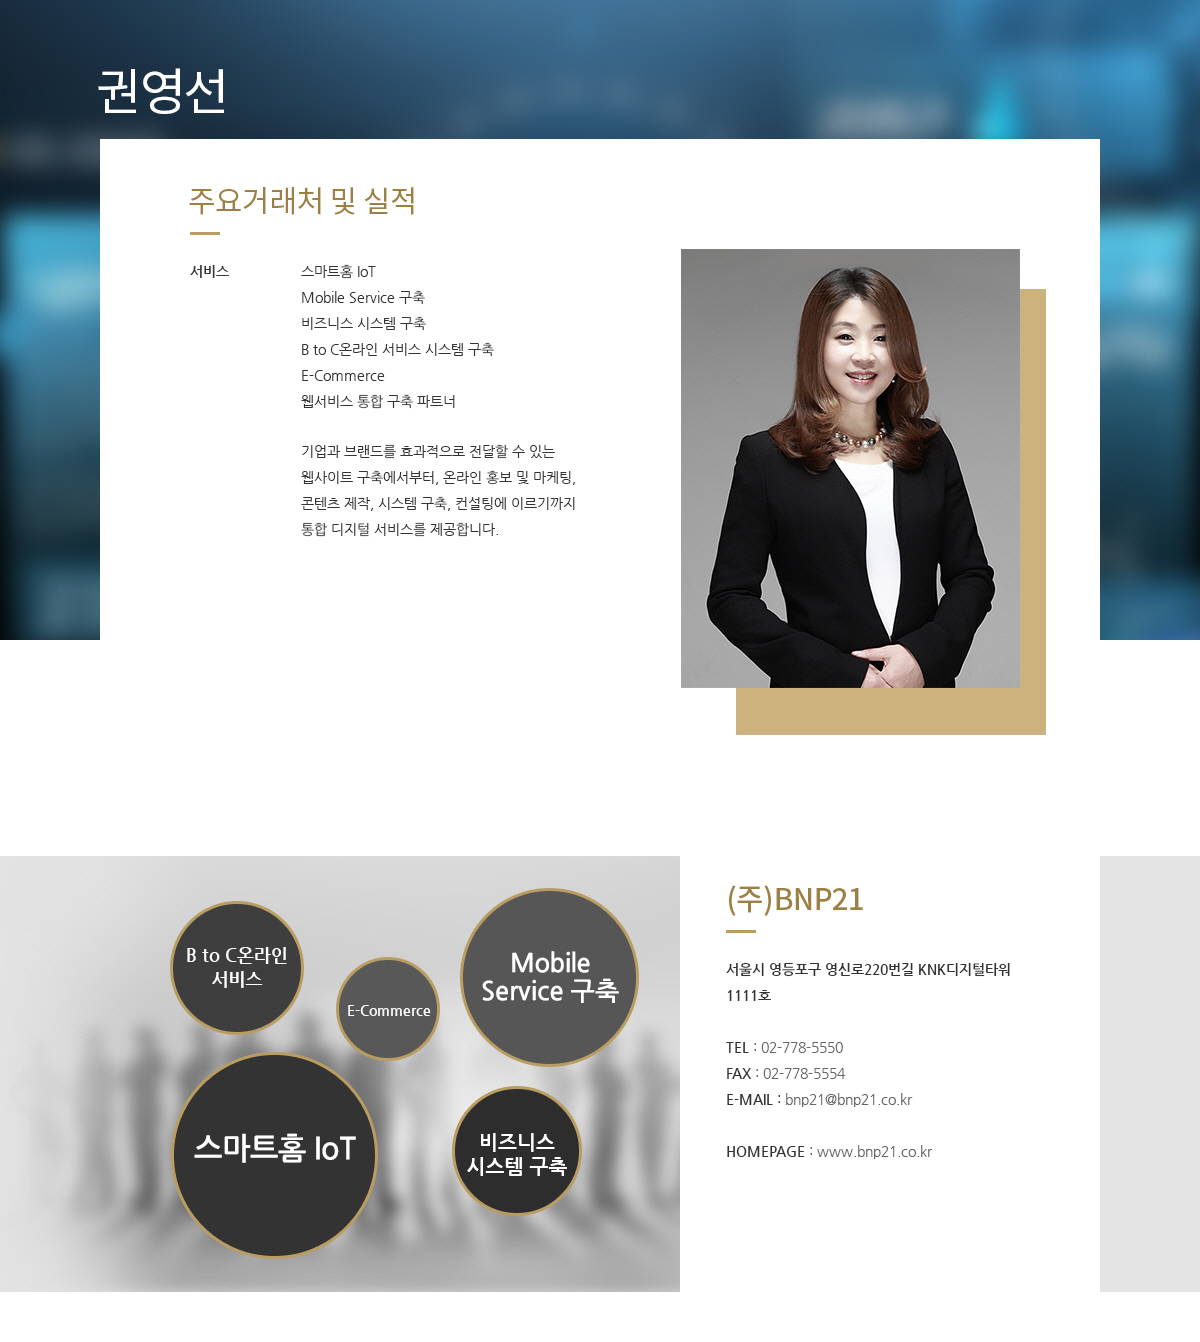 권영선
주요거래처 및 실적
서비스
스마트홈 IoT
Mobile Service 구축
비즈니스 시스템 구축
B to C온라인 서비스 시스템 구축
E-Commerce
웹서비스 통합 구축 파트너
기업과 브랜드를 효과적으로 전달할 수 있는
웹사이트 구축에서부터, 온라인 홍보 및 마케팅,
콘텐츠 제작, 시스템 구축, 컨설팅에 이르기까지
통합 디지털 서비스를 제공합니다.
B to C온라인
서비스
E-Commerce
Mobile
Service 구축
스마트홈 IoT
비즈니스
시스템 구축
(주)BNP21
서울시 영등포구 영신로220번길 KNK디지털타워
1111호
TEL : 02-778-5550
FAX : 02-778-5554
E-MAIL : bnp21@bnp21.co.kr
HOMEPAGE : www.bnp21.co.kr